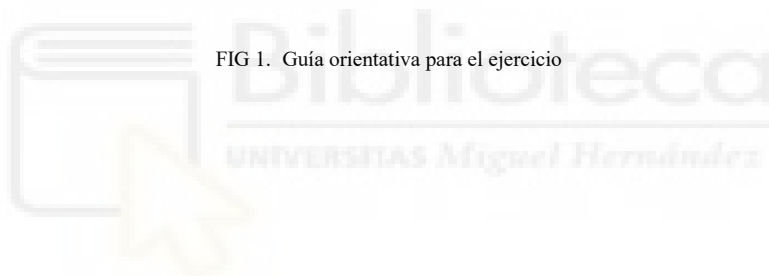 FIG 1. Guía orientativa para el ejercicio
Biblioteca
UNIVERSITAS Miguel Hernández